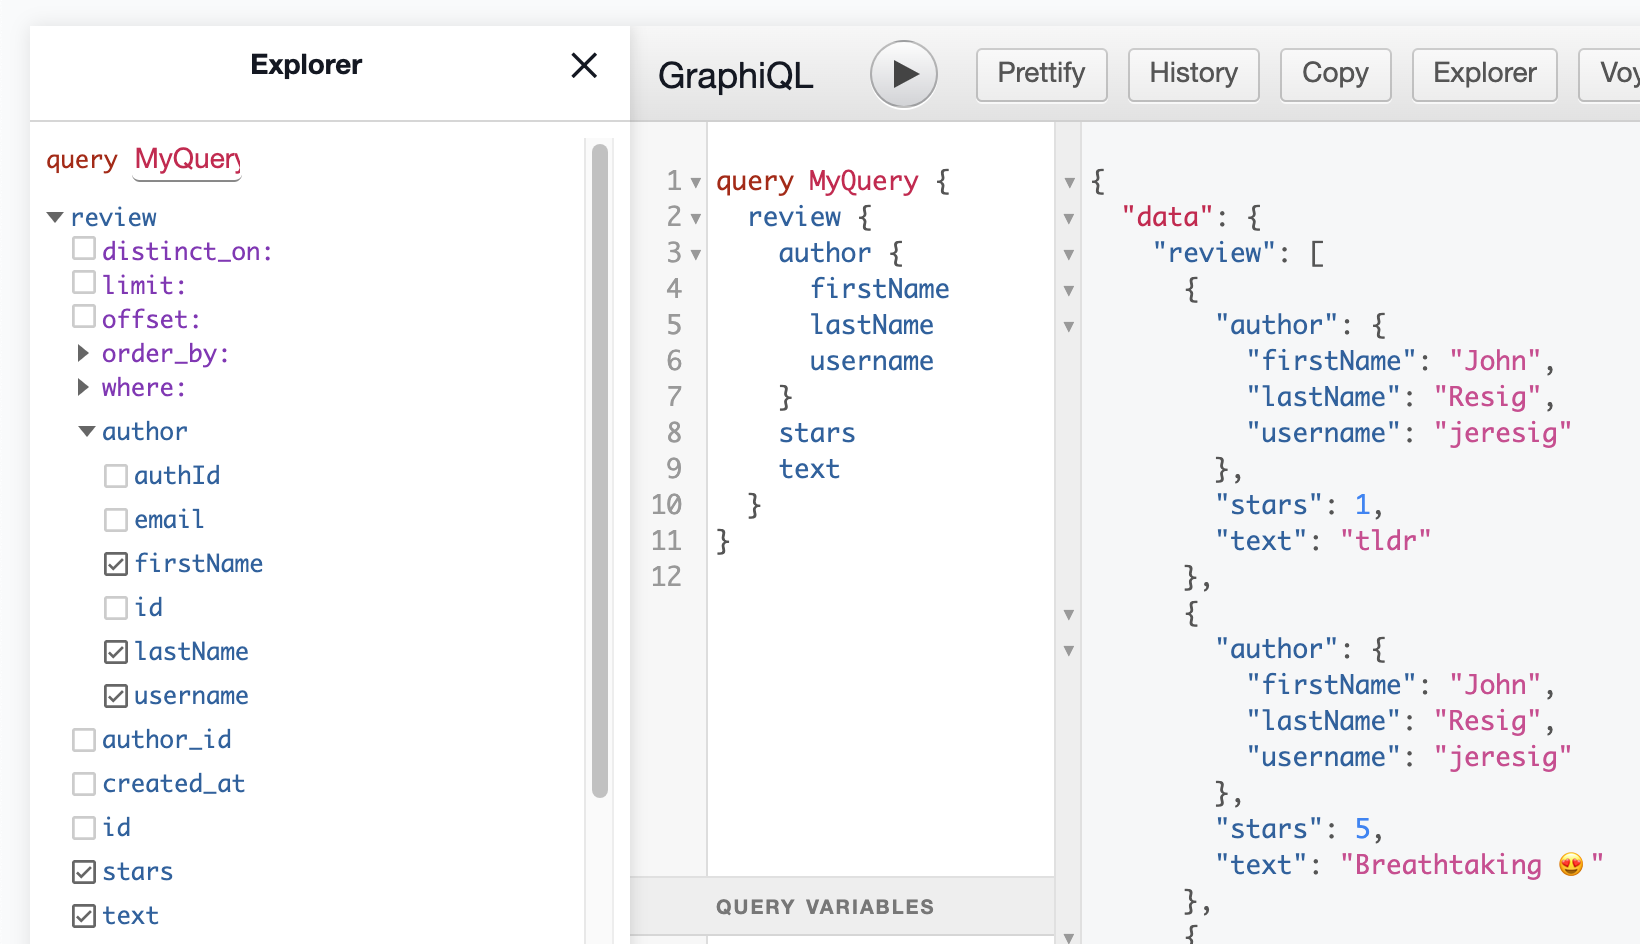 Explorer
query MyQuery
review
distinct_on:
limit:
offset:
order_by:
where:
author
authId
email
firstName
id
lastName
username
author_id
created_at
id
stars
text
GraphiQL Prettify History Copy Explorer Voy
1 query MyQuery {
2 review {
3 author {
4 firstName
5 lastName
6 username
7 }
8 stars
9 text
10 }
11 }
12
QUERY VARIABLES
{
"data": {
"review": [
{
"author": {
"firstName": "John",
"lastName": "Resig",
"username": "jeresig"
},
"stars": 1,
"text": "tldr"
},
{
"author": {
"firstName": "John",
"lastName": "Resig",
"username": "jeresig"
},
"stars": 5,
"text": "Breathtaking 😍"
},
{